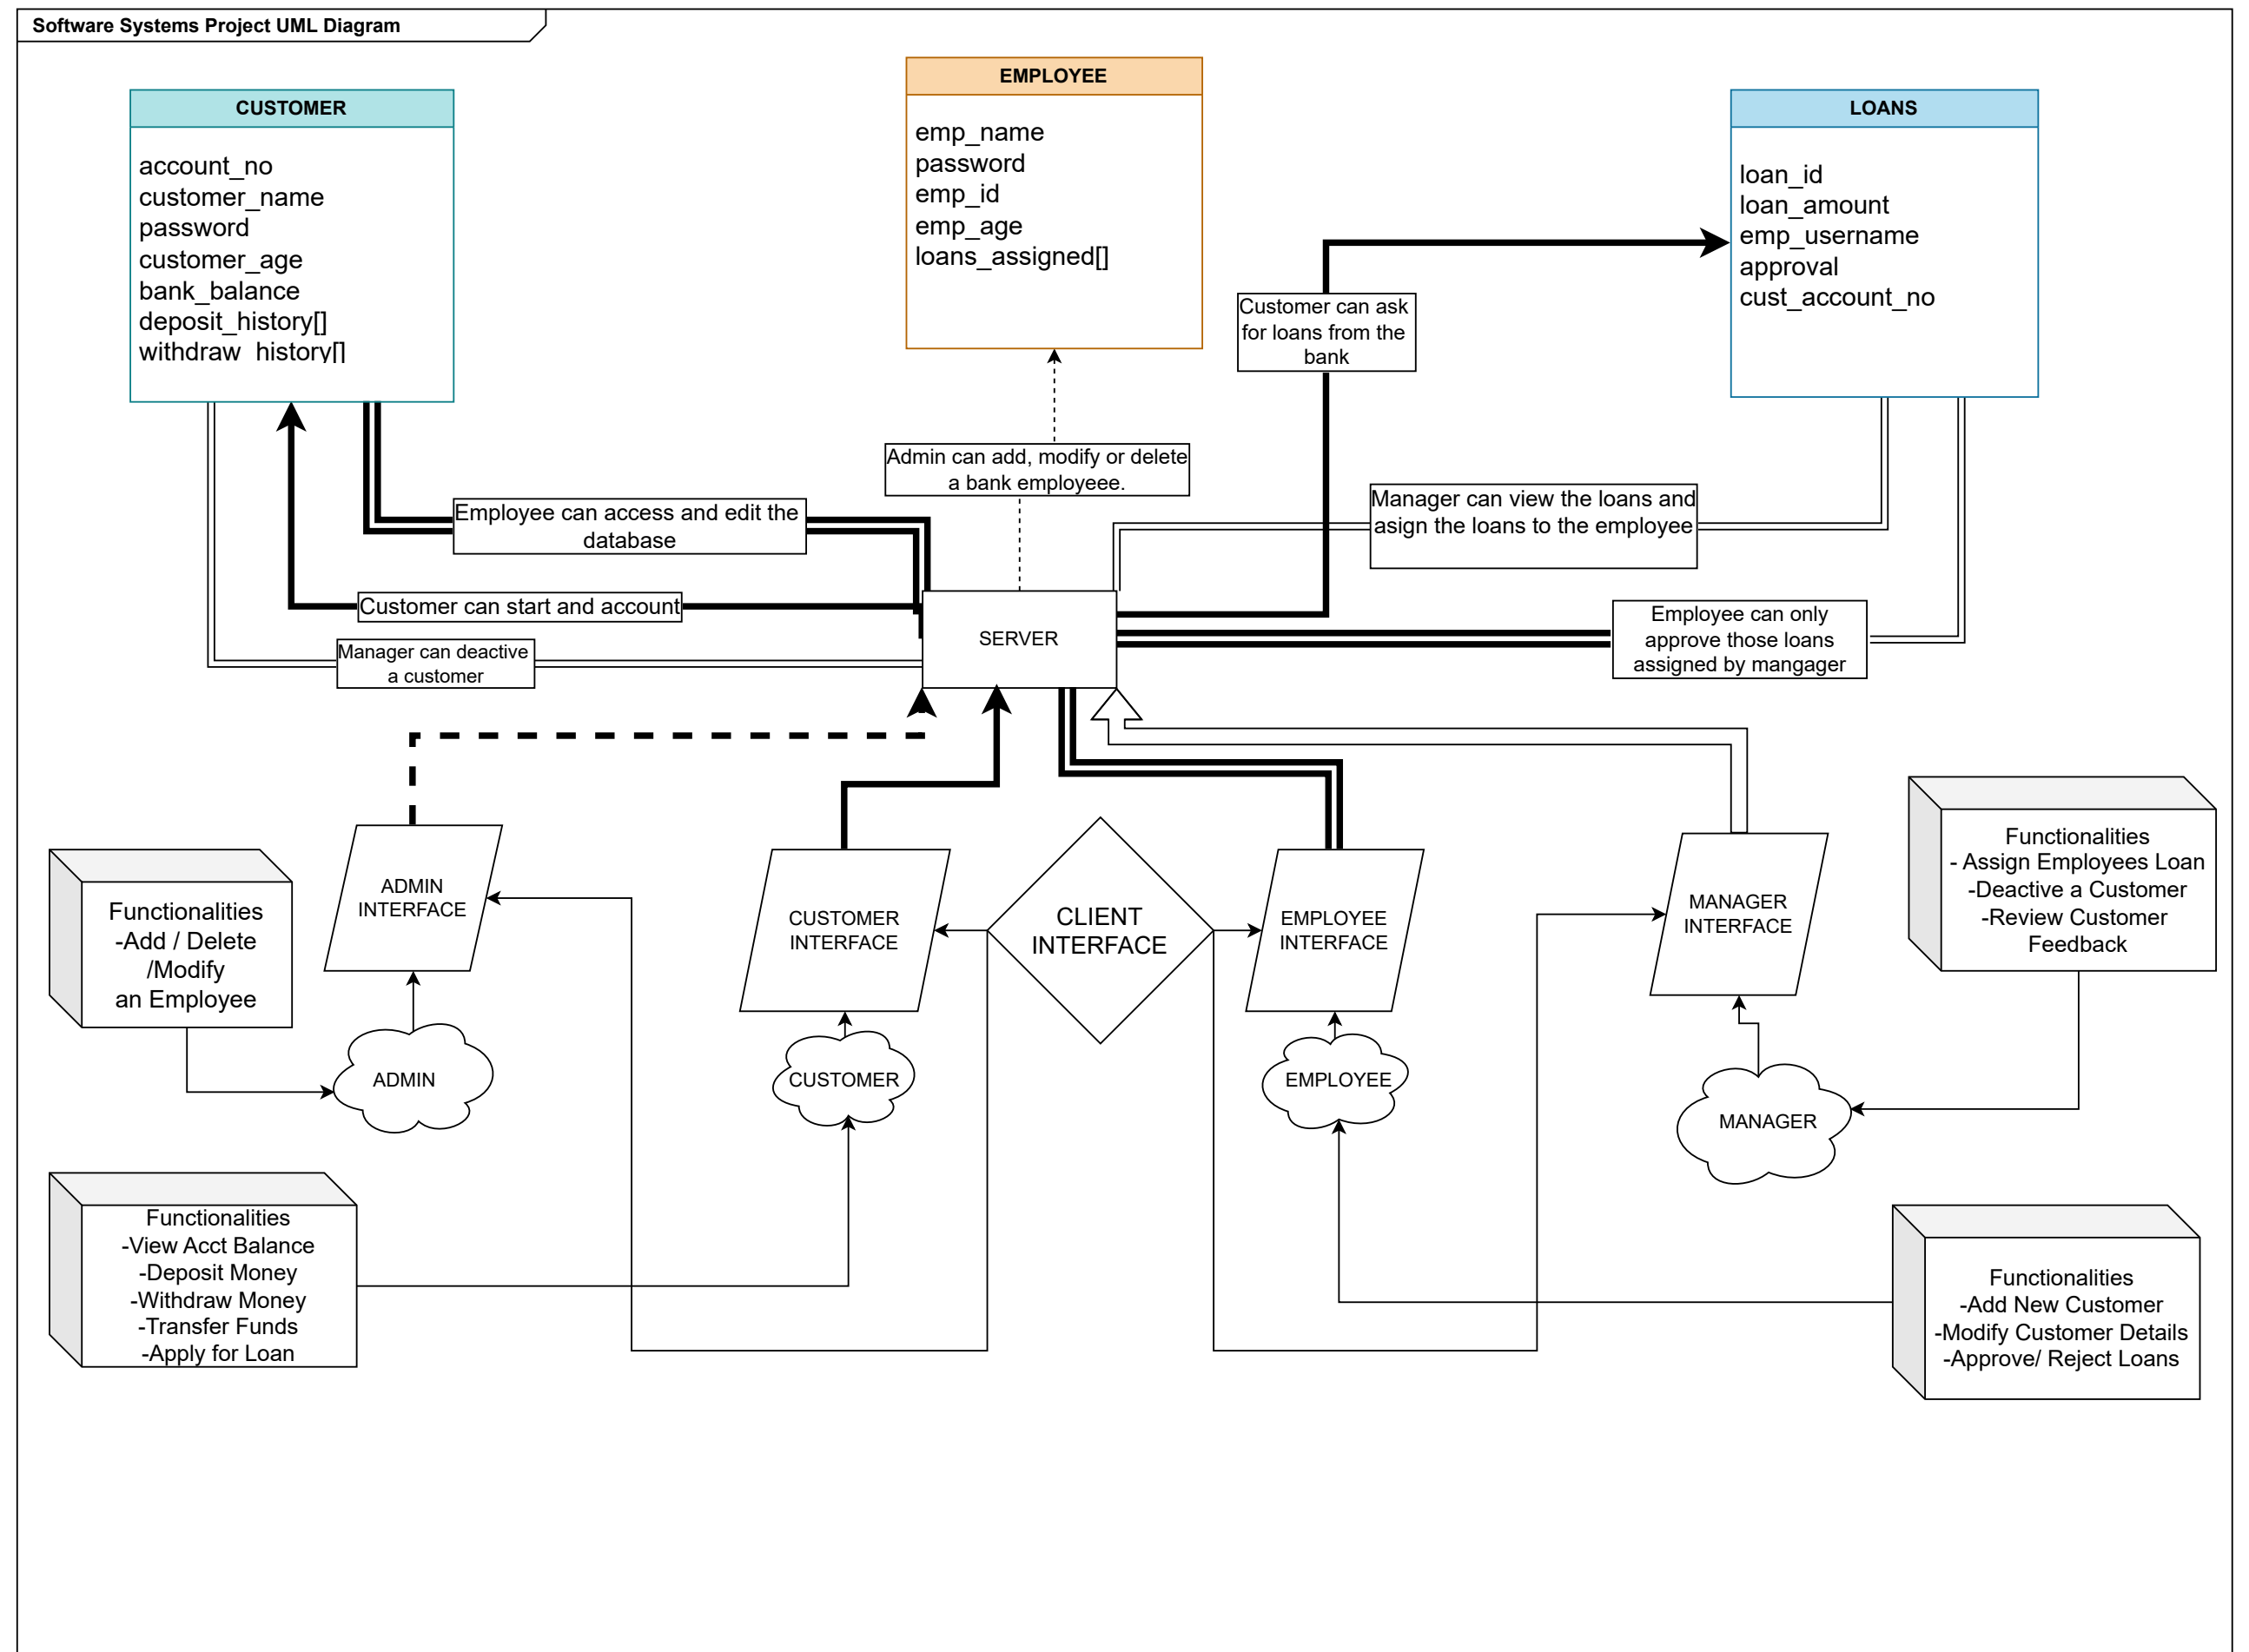 Software Systems Project UML Diagram
CUSTOMER
account_no
customer_name
password
customer_age
bank_balance
deposit_history[]
withdraw_history[]
EMPLOYEE
emp_name
password
emp_id
emp_age
loans_assigned[]
LOANS
loan_id
loan_amount
emp_username
approval
cust_account_no
Customer can ask
for loans from the
bank
Admin can add, modify or delete
a bank employeee.
Employee can access and edit the
database
Manager can view the loans and
asign the loans to the employee
Customer can start and account
Manager can deactive
a customer
SERVER
Employee can only
approve those loans
assigned by mangager
Functionalities
-Add / Delete
/Modify
an Employee
ADMIN
INTERFACE
CUSTOMER
INTERFACE
CLIENT
INTERFACE
EMPLOYEE
INTERFACE
MANAGER
INTERFACE
Functionalities
- Assign Employees Loan
-Deactive a Customer
-Review Customer
Feedback
ADMIN
CUSTOMER
EMPLOYEE
MANAGER
Functionalities
-View Acct Balance
-Deposit Money
-Withdraw Money
-Transfer Funds
-Apply for Loan
Functionalities
-Add New Customer
-Modify Customer Details
-Approve/ Reject Loans